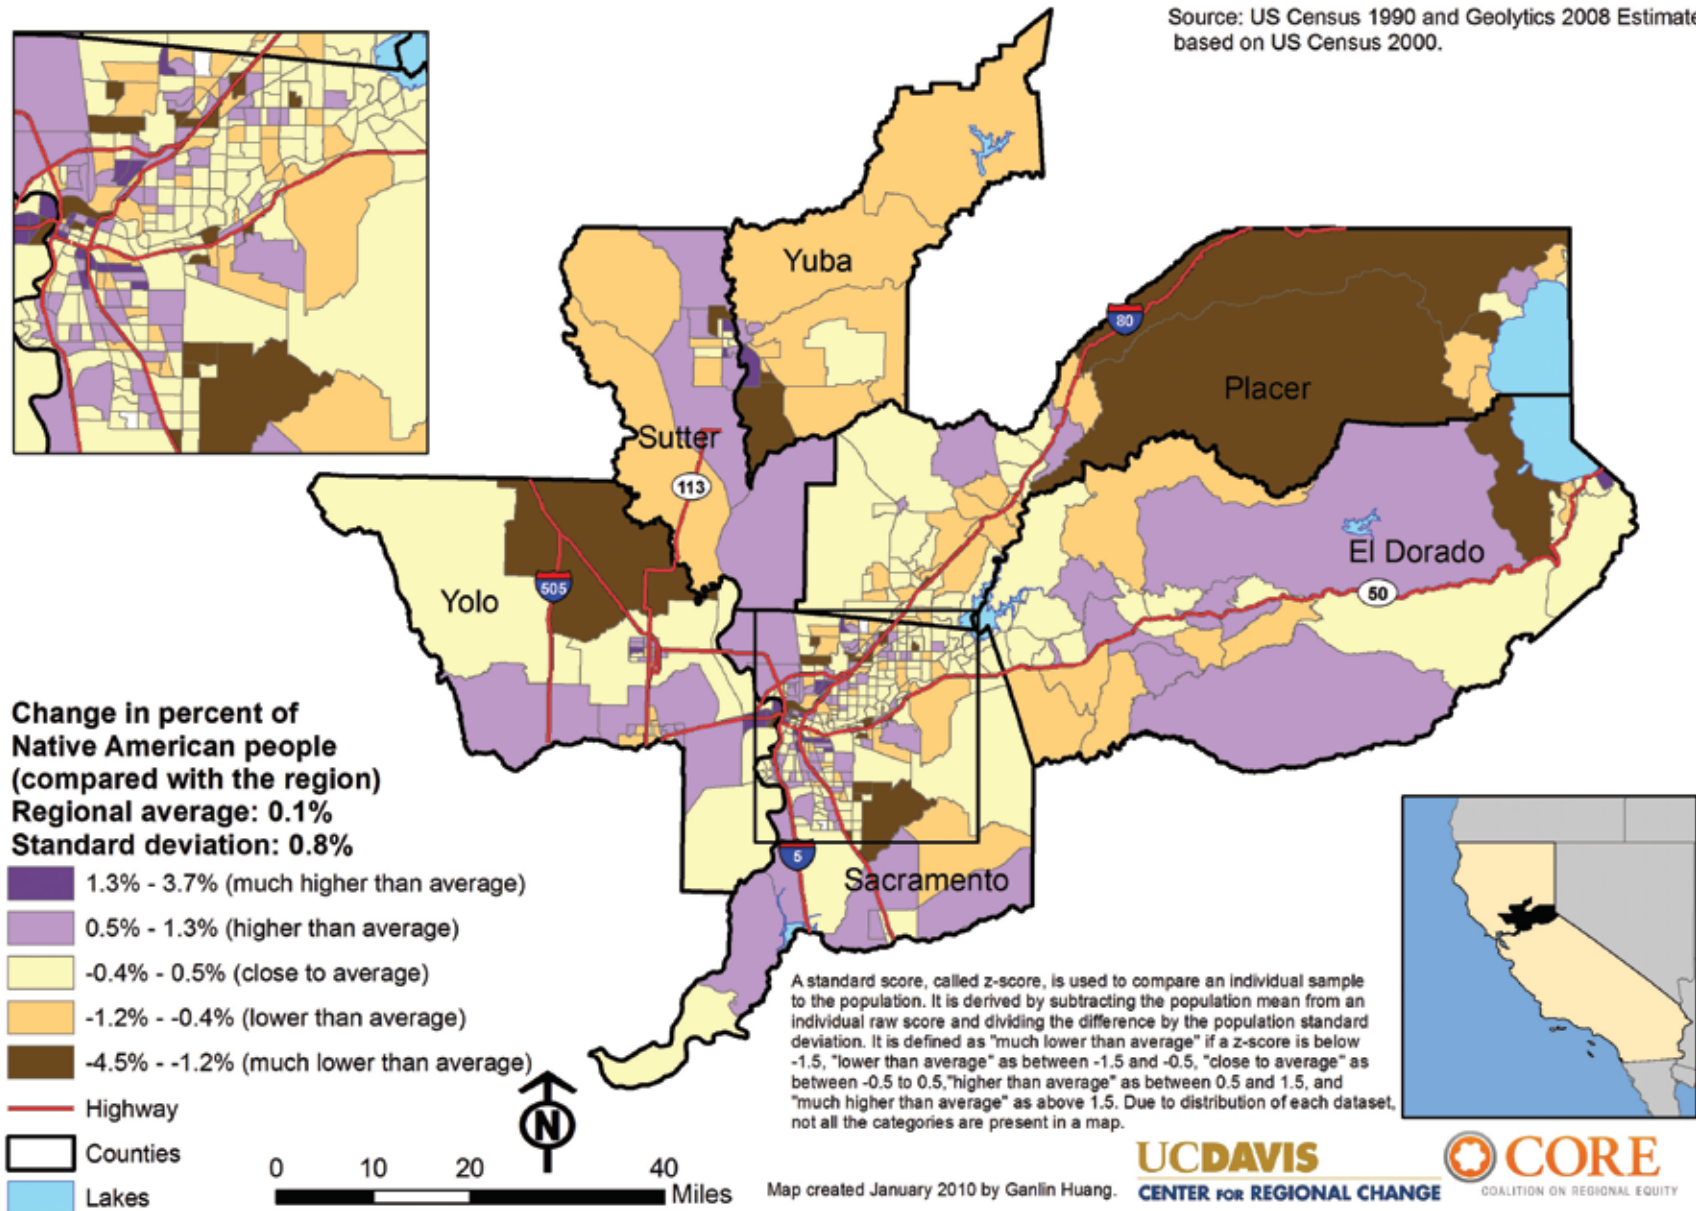 Source: US Census 1990 and Geolytics 2008 Estimate
based on US Census 2000.
Yuba
80
Placer
Sutter
113
Yolo
505
El Dorado
50
5
Sacramento
Change in percent of
Native American people
(compared with the region)
Regional average: 0.1%
Standard deviation: 0.8%
1.3% - 3.7% (much higher than average)
0.5% - 1.3% (higher than average)
-0.4% - 0.5% (close to average)
-1.2% - -0.4% (lower than average)
-4.5% - -1.2% (much lower than average)
Highway
Counties
Lakes
N
0 10 20 40
Miles
A standard score, called z-score, is used to compare an individual sample
to the population. It is derived by subtracting the population mean from an
individual raw score and dividing the difference by the population standard
deviation. It is defined as "much lower than average" if a z-score is below
-1.5, "lower than average" as between -1.5 and -0.5, "close to average" as
between -0.5 to 0.5,"higher than average" as between 0.5 and 1.5, and
"much higher than average" as above 1.5. Due to distribution of each dataset,
not all the categories are present in a map.
Map created January 2010 by Ganlin Huang.
UCDAVIS
CENTER FOR REGIONAL CHANGE
CORE
COALITION ON REGIONAL EQUITY